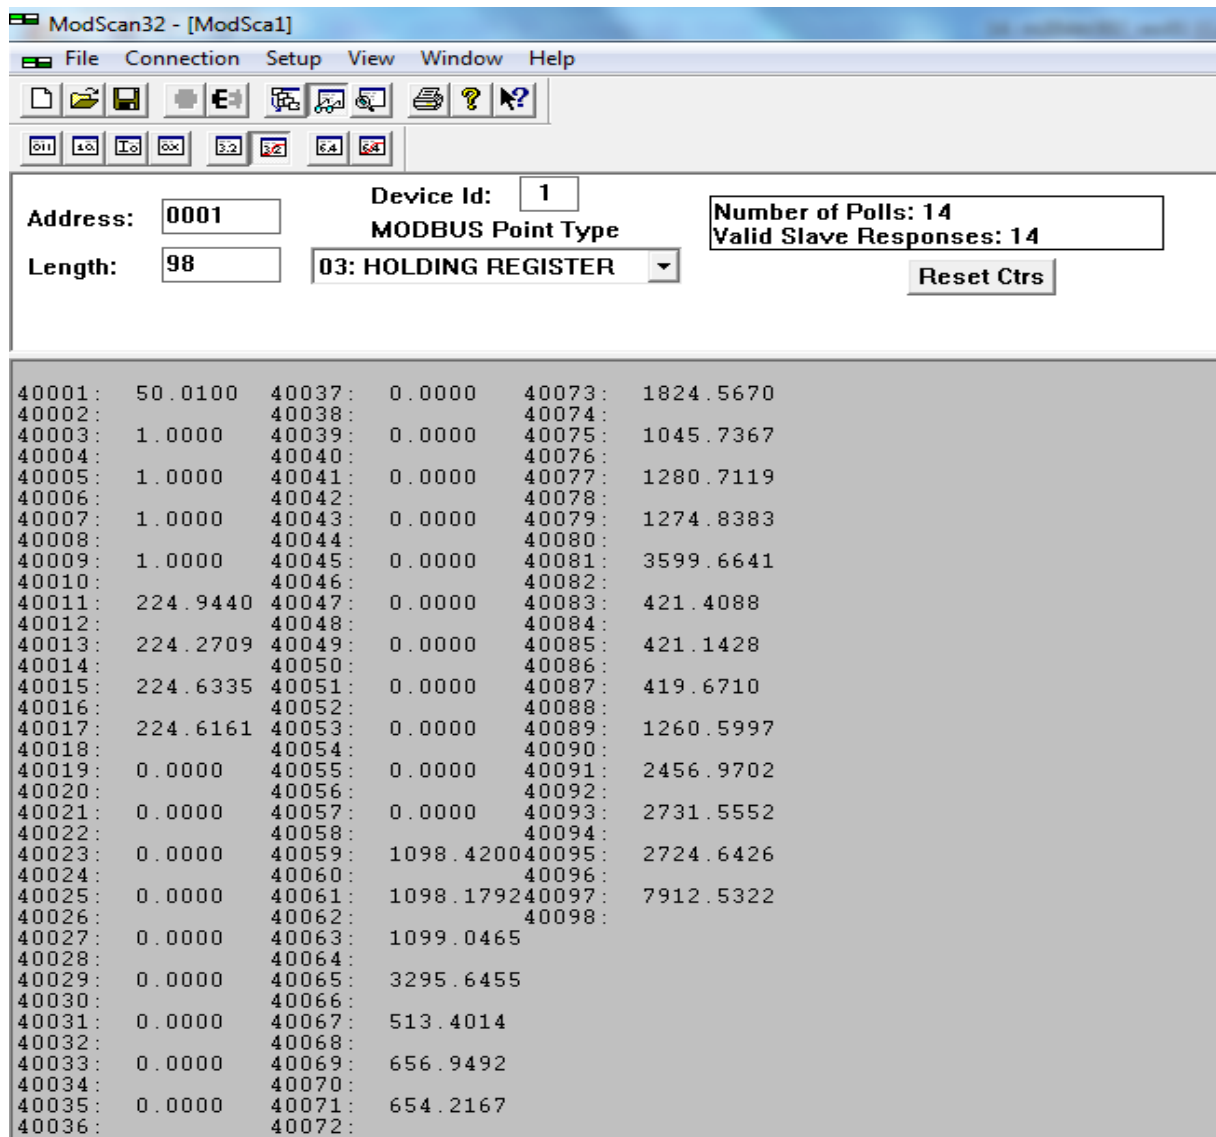 ModScan32 - [ModSca1]
File Connection Setup View Window Help
Address: 0001
Device Id: 1
MODBUS Point Type
Length: 98
03: HOLDING REGISTER
Number of Polls: 14
Valid Slave Responses: 14
Reset Ctrs
40001: 50.0100 40037: 0.0000 40073: 1824.5670
40002: 40038: 40074:
40003: 1.0000 40039: 0.0000 40075: 1045.7367
40004: 40040: 40076:
40005: 1.0000 40041: 0.0000 40077: 1280.7119
40006: 40042: 40078:
40007: 1.0000 40043: 0.0000 40079: 1274.8383
40008: 40044: 40080:
40009: 1.0000 40045: 0.0000 40081: 3599.6641
40010: 40046: 40082:
40011: 224.9440 40047: 0.0000 40083: 421.4088
40012: 40048: 40084:
40013: 224.2709 40049: 0.0000 40085: 421.1428
40014: 40050: 40086:
40015: 224.6335 40051: 0.0000 40087: 419.6710
40016: 40052: 40088:
40017: 224.6161 40053: 0.0000 40089: 1260.5997
40018: 40054: 40090:
40019: 0.0000 40055: 0.0000 40091: 2456.9702
40020: 40056: 40092:
40021: 0.0000 40057: 0.0000 40093: 2731.5552
40022: 40058: 40094:
40023: 0.0000 40059: 1098.420040095: 2724.6426
40024: 40060: 40096:
40025: 0.0000 40061: 1098.179240097: 7912.5322
40026: 40062: 40098:
40027: 0.0000 40063: 1099.0465
40028: 40064:
40029: 0.0000 40065: 3295.6455
40030: 40066:
40031: 0.0000 40067: 513.4014
40032: 40068:
40033: 0.0000 40069: 656.9492
40034: 40070:
40035: 0.0000 40071: 654.2167
40036: 40072: